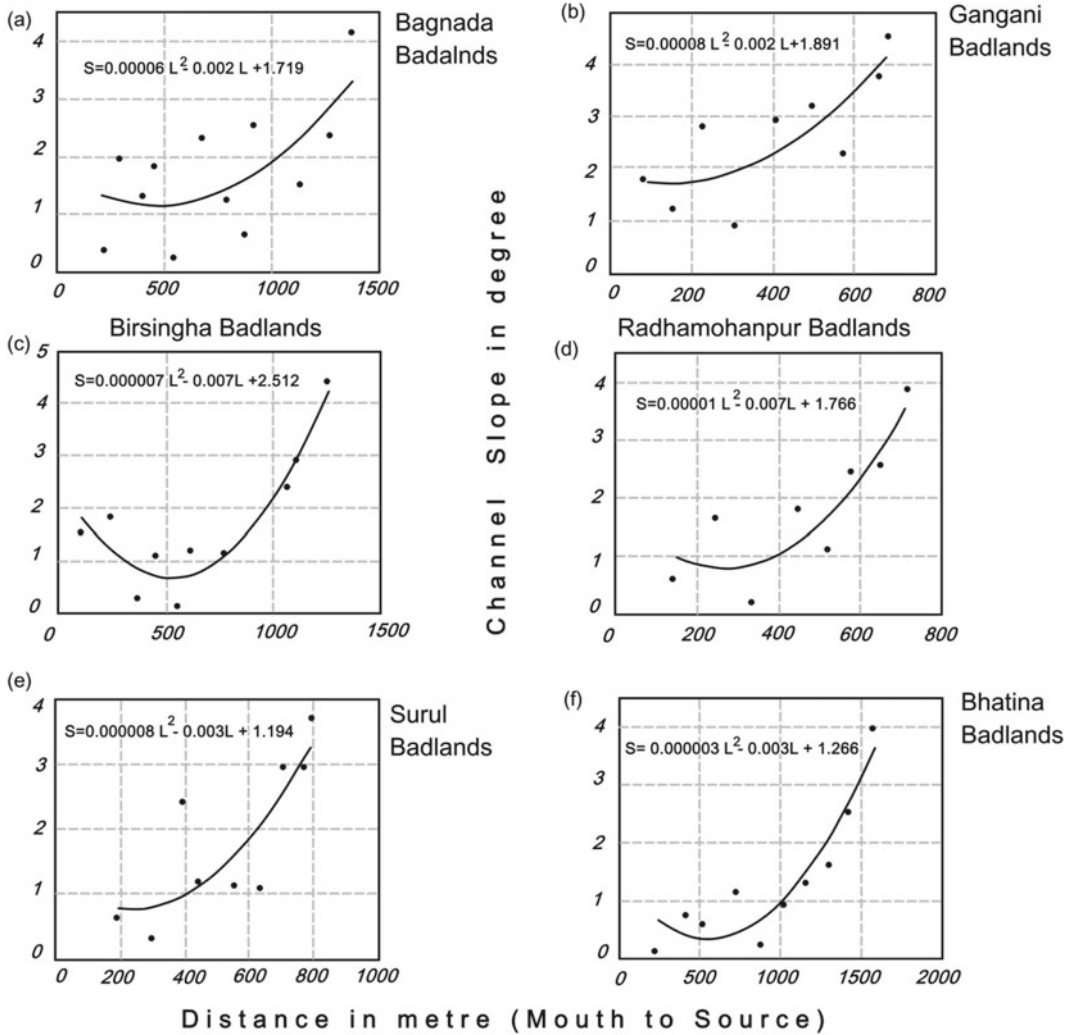 (a)
Bagnada
Badalnds
S=0.00006 L²- 0.002 L +1.719
4
3
2
1
0
0 500 1000 1500
(b)
Gangani
Badlands
S=0.00008 L²- 0.002 L+1.891
4
3
2
1
0
0 200 400 600 800
Birsingha Badlands
(c)
S=0.000007 L²- 0.007L +2.512
5
4
3
2
1
0
0 500 1000 1500
Radhamohanpur Badlands
(d)
S=0.00001 L²- 0.007L + 1.766
4
3
2
1
0
0 200 400 600 800
Channel Slope in degree
(e)
Surul
Badlands
S=0.000008 L²- 0.003L + 1.194
4
3
2
1
0
0 200 400 600 800 1000
(f)
Bhatina
Badlands
S= 0.000003 L²- 0.003L + 1.266
4
3
2
1
0
0 500 1000 1500 2000
Distance in metre (Mouth to Source)